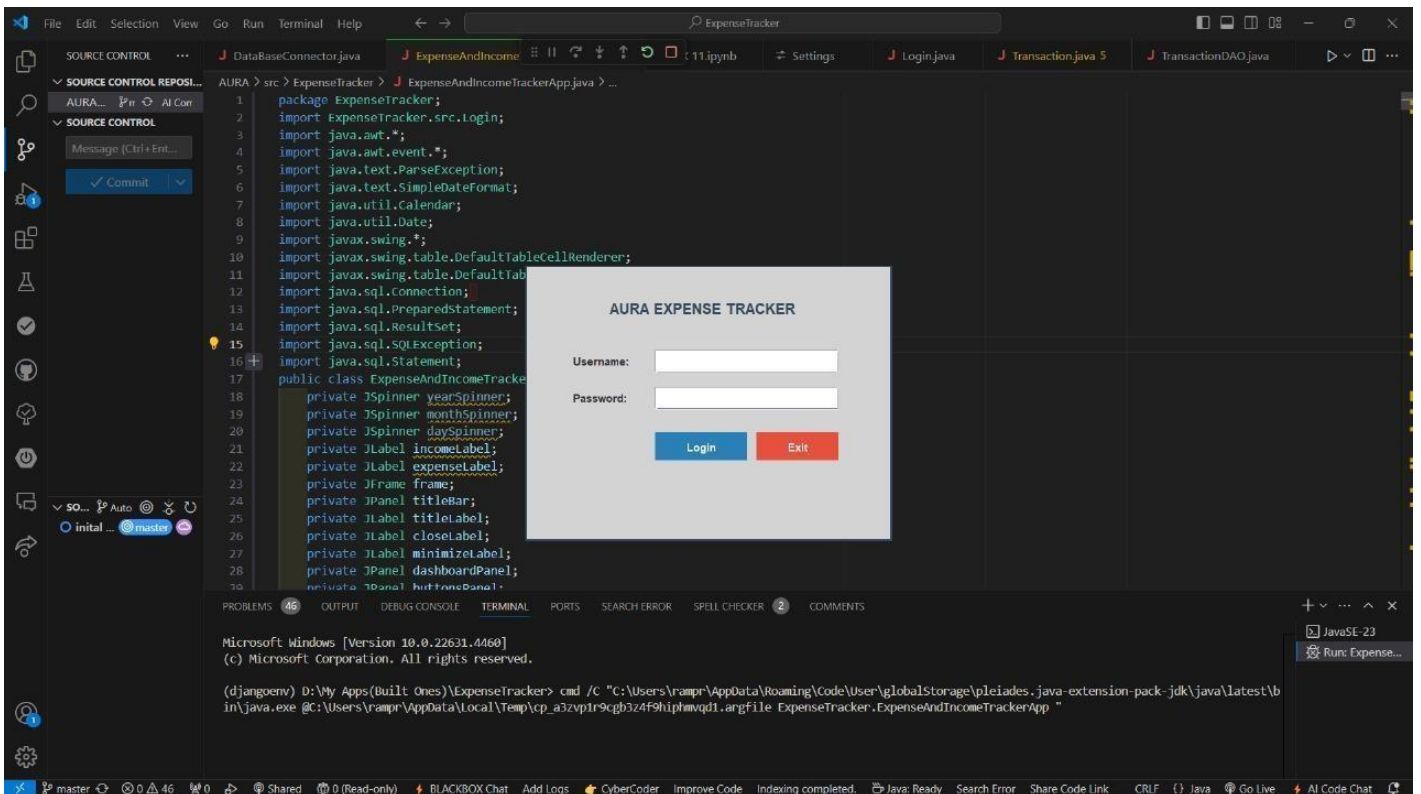 File Edit Selection View Go Run Terminal Help
ExpenseTracker
SOURCE CONTROL
DataBaseConnector.java ExpenseAndIncome 11.ipynb Settings Login.java Transaction.java 5 TransactionDAO.java
SOURCE CONTROL REPOSI...
AURA > src > ExpenseTracker > ExpenseAndIncomeTrackerApp.java > ...
AURA...
SOURCE CONTROL
Message (Ctrl+Ent...
Commit
1 package ExpenseTracker;
2 import ExpenseTracker.src.Login;
3 import java.awt.*;
4 import java.awt.event.*;
5 import java.text.ParseException;
6 import java.text.SimpleDateFormat;
7 import java.util.Calendar;
8 import java.util.Date;
9 import javax.swing.*;
10 import javax.swing.table.DefaultTableCellRenderer;
11 import javax.swing.table.DefaultTab
12 import java.sql.Connection;
13 import java.sql.PreparedStatement;
14 import java.sql.ResultSet;
15 import java.sql.SQLException;
16 import java.sql.Statement;
17 public class ExpenseAndIncomeTracke
18 private JSpinner yearSpinner;
19 private JSpinner monthSpinner;
20 private JSpinner daySpinner;
21 private JLabel incomeLabel;
22 private JLabel expenseLabel;
23 private JFrame frame;
24 private JPanel titleBar;
25 private JLabel titleLabel;
26 private JLabel closeLabel;
27 private JLabel minimizeLabel;
28 private JPanel dashboardPanel;
29 private JPanel buttonsPanel;
AURA EXPENSE TRACKER
Username:
Password:
Login Exit
SO... Auto
inital ... master
PROBLEMS 46 OUTPUT DEBUG CONSOLE TERMINAL PORTS SEARCH ERROR SPELL CHECKER 2 COMMENTS
Microsoft Windows [Version 10.0.22631.4460]
(c) Microsoft Corporation. All rights reserved.
(djangoenv) D:\My Apps(Built Ones)\ExpenseTracker> cmd /C "C:\Users\rampr\AppData\Roaming\Code\User\globalStorage\pleiades.java-extension-pack-jdk\java\latest\b
in\java.exe @C:\Users\rampr\AppData\Local\Temp\cp_a3zvp1r9cgb3z4f9hiphmvqd1.argfile ExpenseTracker.ExpenseAndIncomeTrackerApp "
JavaSE-23
Run: Expense...
master 0 46 0 Shared 0 (Read-only) BLACKBOX Chat Add Logs CyberCoder Improve Code Indexing completed. Java: Ready Search Error Share Code Link CRLF {} Java Go Live AI Code Chat